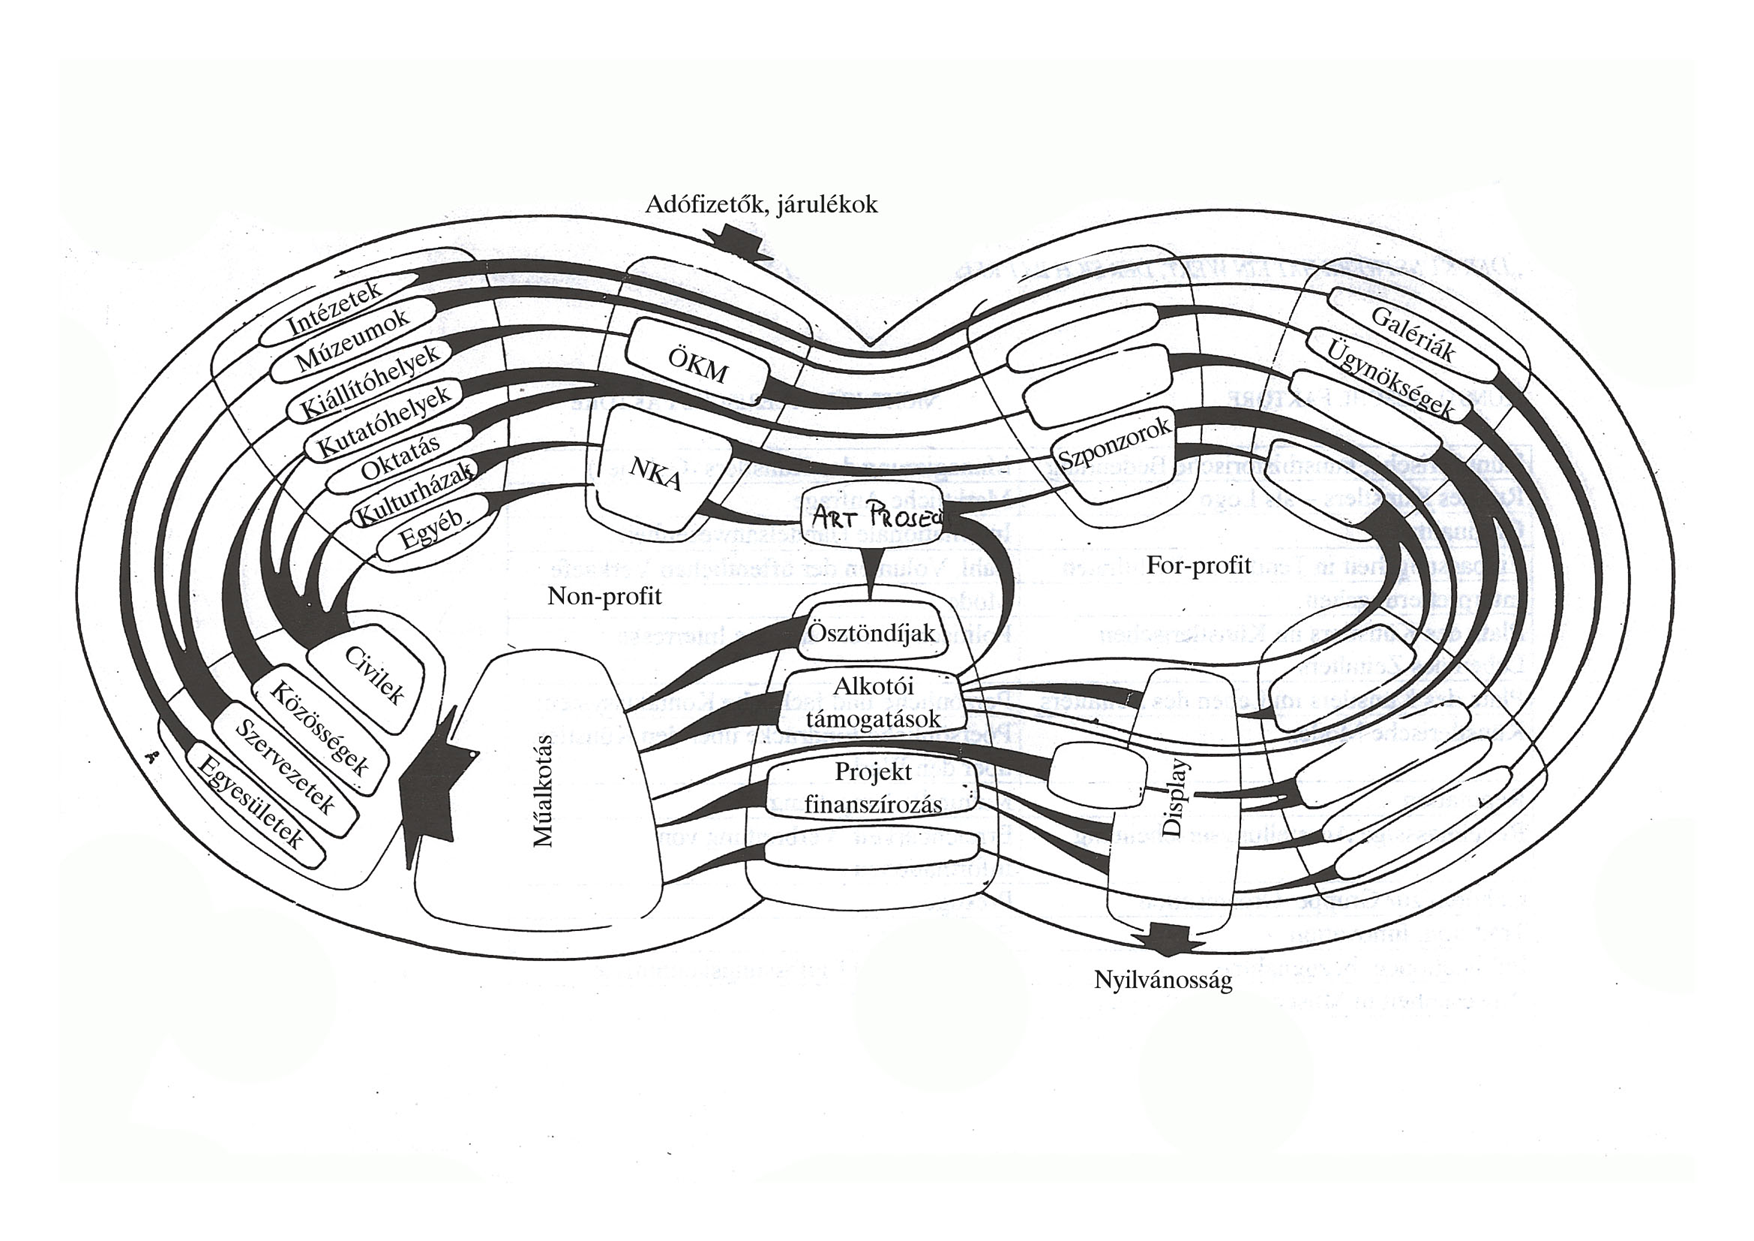 Adófizetők, járulékok
Intézetek
Múzeumok
Kiállítóhelyek
Kutatóhelyek
Oktatás
Kulturházak
Egyéb
ÖKM
NKA
ART PROSECT
Szponzorok
Galériák
Ügynökségek
Non-profit
For-profit
Civilek
Közösségek
Szervezetek
Egyesületek
Műalkotás
Ösztöndíjak
Alkotói
támogatások
Projekt
finanszírozás
Display
Nyilvánosság